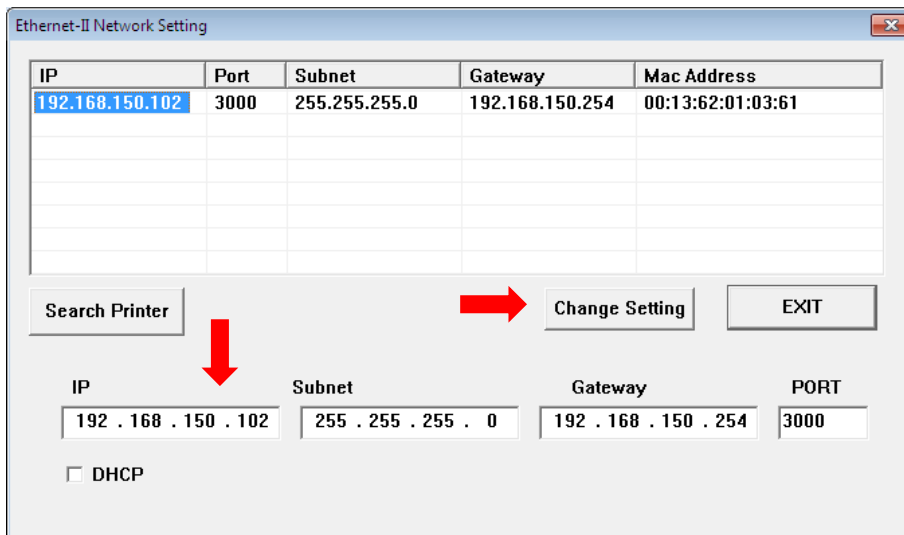 Ethernet-II Network Setting
IP Port Subnet Gateway Mac Address
192.168.150.102 3000 255.255.255.0 192.168.150.254 00:13:62:01:03:61
Search Printer Change Setting EXIT
IP Subnet Gateway PORT
192 . 168 . 150 . 102 255 . 255 . 255 . 0 192 . 168 . 150 . 254 3000
DHCP